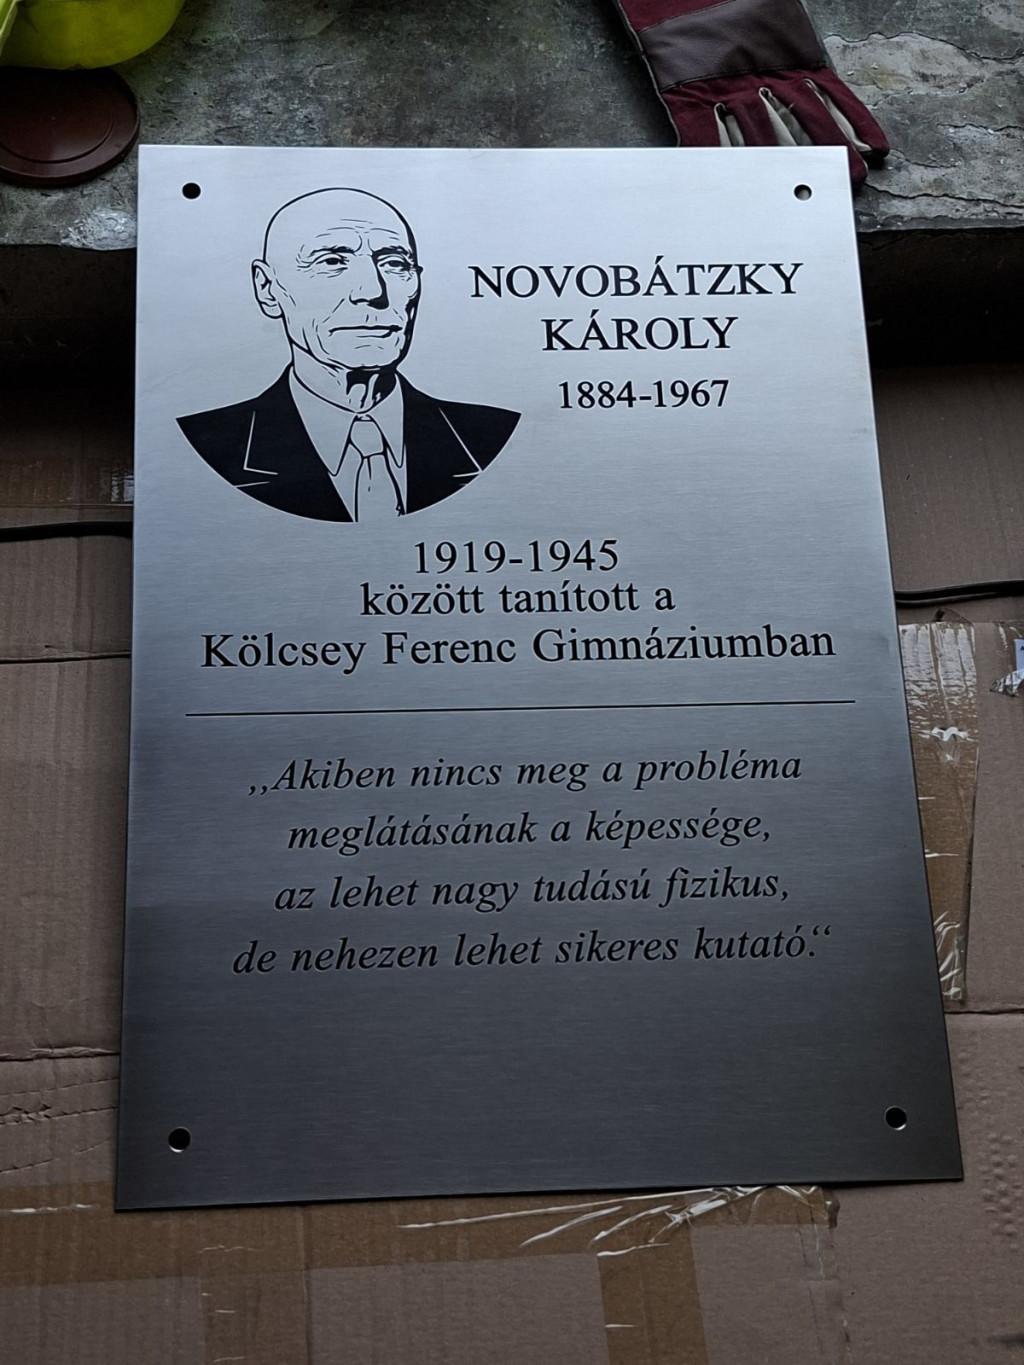 NOVOBÁTZKY
KÁROLY
1884-1967
1919-1945
között tanított a
Kölcsey Ferenc Gimnáziumban
„Akiben nincs meg a probléma
meglátásának a képessége,
az lehet nagy tudású fizikus,
de nehezen lehet sikeres kutató.“